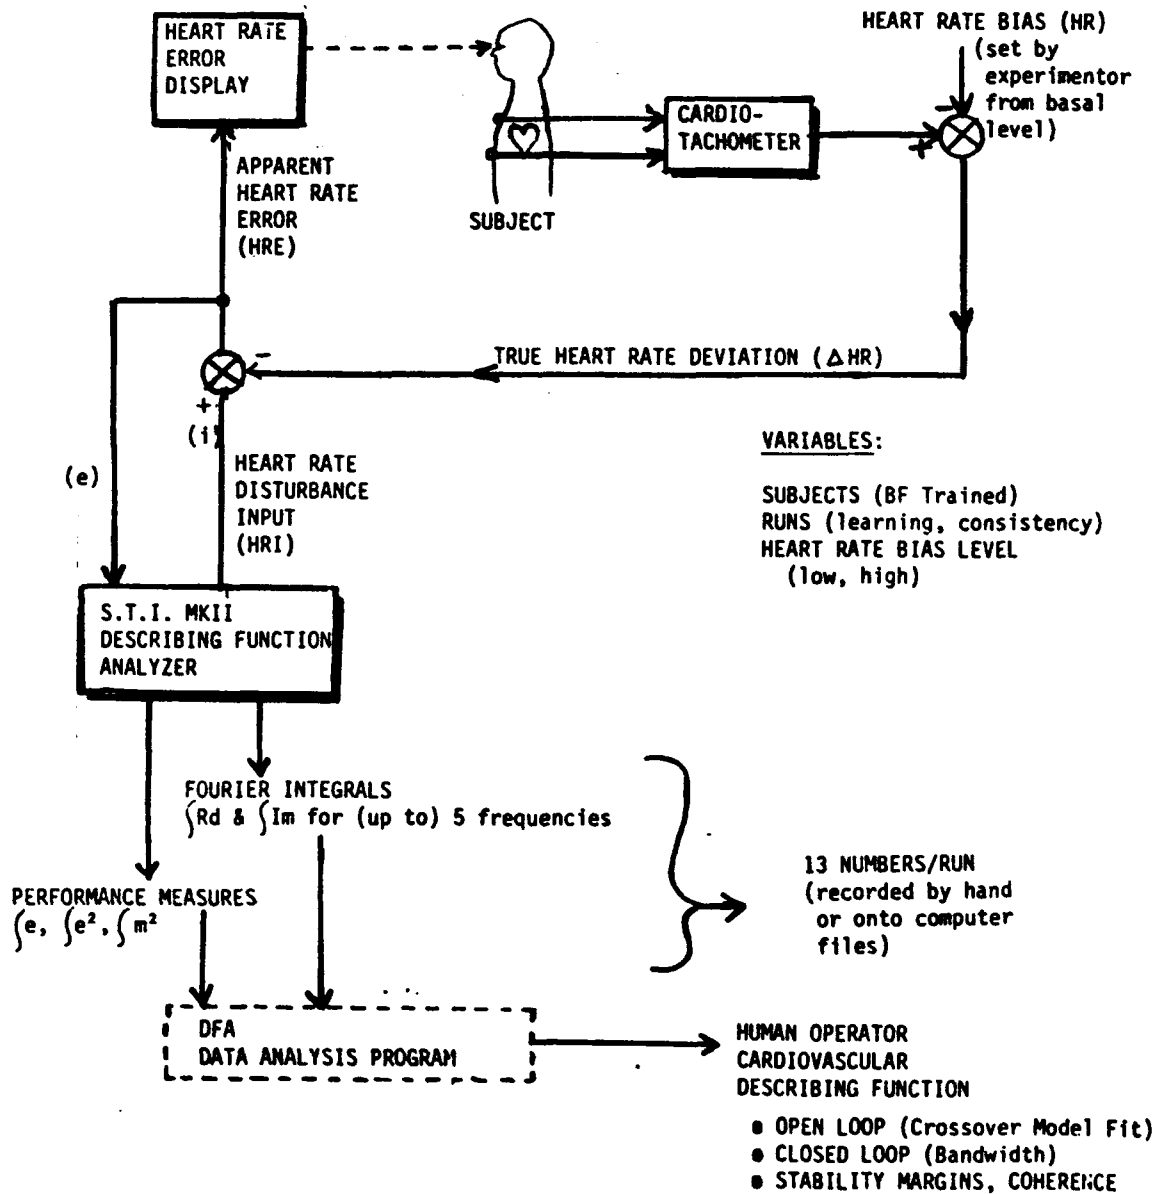 HEART RATE
ERROR
DISPLAY
HEART RATE BIAS (HR)
(set by
experimentor
from basal
level)
CARDIO-
TACHOMETER
-
+
APPARENT
HEART RATE
ERROR
(HRE)
SUBJECT
TRUE HEART RATE DEVIATION (ΔHR)
-
+
(i)
(e)
HEART RATE
DISTURBANCE
INPUT
(HRI)
VARIABLES:
SUBJECTS (BF Trained)
RUNS (learning, consistency)
HEART RATE BIAS LEVEL
(low, high)
S.T.I. MKII
DESCRIBING FUNCTION
ANALYZER
FOURIER INTEGRALS
∫Rd & ∫Im for (up to) 5 frequencies
PERFORMANCE MEASURES
∫e, ∫e², ∫m²
13 NUMBERS/RUN
(recorded by hand
or onto computer
files)
DFA
DATA ANALYSIS PROGRAM
HUMAN OPERATOR
CARDIOVASCULAR
DESCRIBING FUNCTION
• OPEN LOOP (Crossover Model Fit)
• CLOSED LOOP (Bandwidth)
• STABILITY MARGINS, COHERENCE